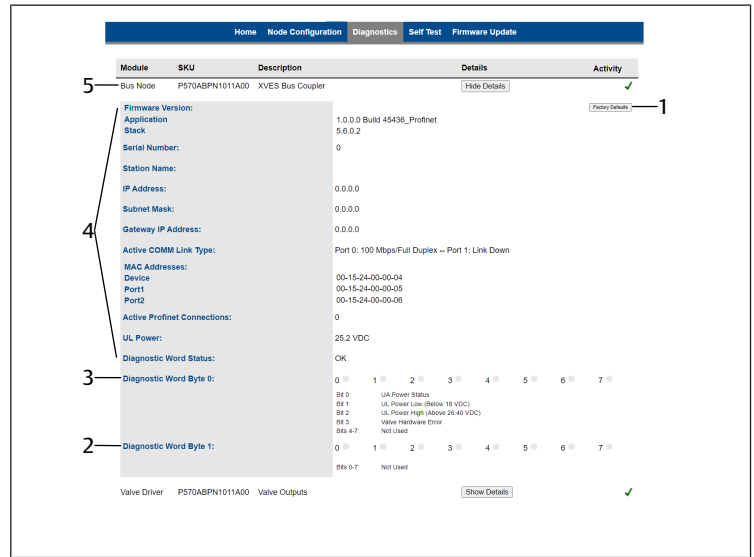 Home Node Configuration Diagnostics Self Test Firmware Update
Module SKU Description Details Activity
5 Bus Node P570ABPN1011A00 XVES Bus Coupler Hide Details
Firmware Version: Factory Defaults 1
Application 1.0.0.0 Build 45436_Profinet
Stack 5.6.0.2
Serial Number: 0
Station Name:
IP Address: 0.0.0.0
Subnet Mask: 0.0.0.0
4 Gateway IP Address: 0.0.0.0
Active COMM Link Type: Port 0: 100 Mbps/Full Duplex -- Port 1: Link Down
MAC Addresses:
Device 00-15-24-00-00-04
Port1 00-15-24-00-00-05
Port2 00-15-24-00-00-06
Active Profinet Connections: 0
UL Power: 25.2 VDC
Diagnostic Word Status: OK
3 Diagnostic Word Byte 0: 0 1 2 3 4 5 6 7
Bit 0: UA Power Status
Bit 1: UL Power Low (Below 18 VDC)
Bit 2: UL Power High (Above 26.40 VDC)
Bit 3: Valve Hardware Error
Bits 4-7: Not Used
2 Diagnostic Word Byte 1: 0 1 2 3 4 5 6 7
Bits 0-7: Not Used
Valve Driver P570ABPN1011A00 Valve Outputs Show Details